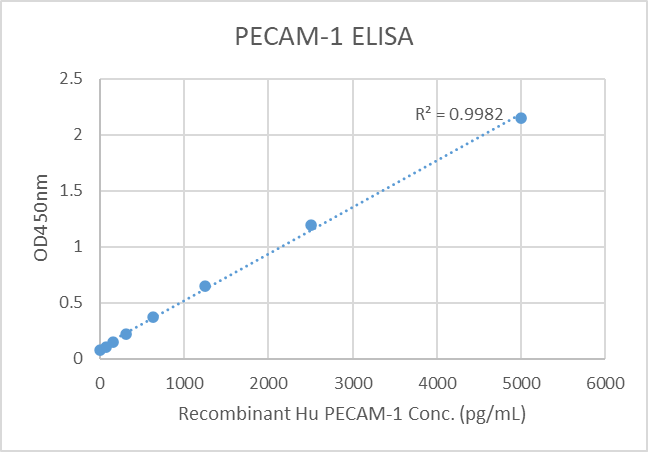 PECAM-1 ELISA
2.5
R² = 0.9982
2
1.5
1
0.5
0
OD450nm
0 1000 2000 3000 4000 5000 6000
Recombinant Hu PECAM-1 Conc. (pg/mL)